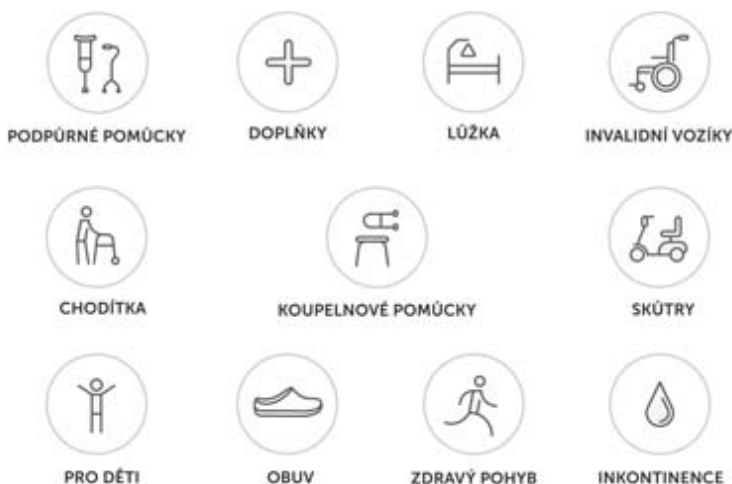 PODPŮRNÉ POMŮCKY
DOPLŇKY
LŮŽKA
INVALIDNÍ VOZÍKY
CHODÍTKA
KOUPELNOVÉ POMŮCKY
SKŮTRY
PRO DĚTI
OBUV
ZDRAVÝ POHYB
INKONTINENCE